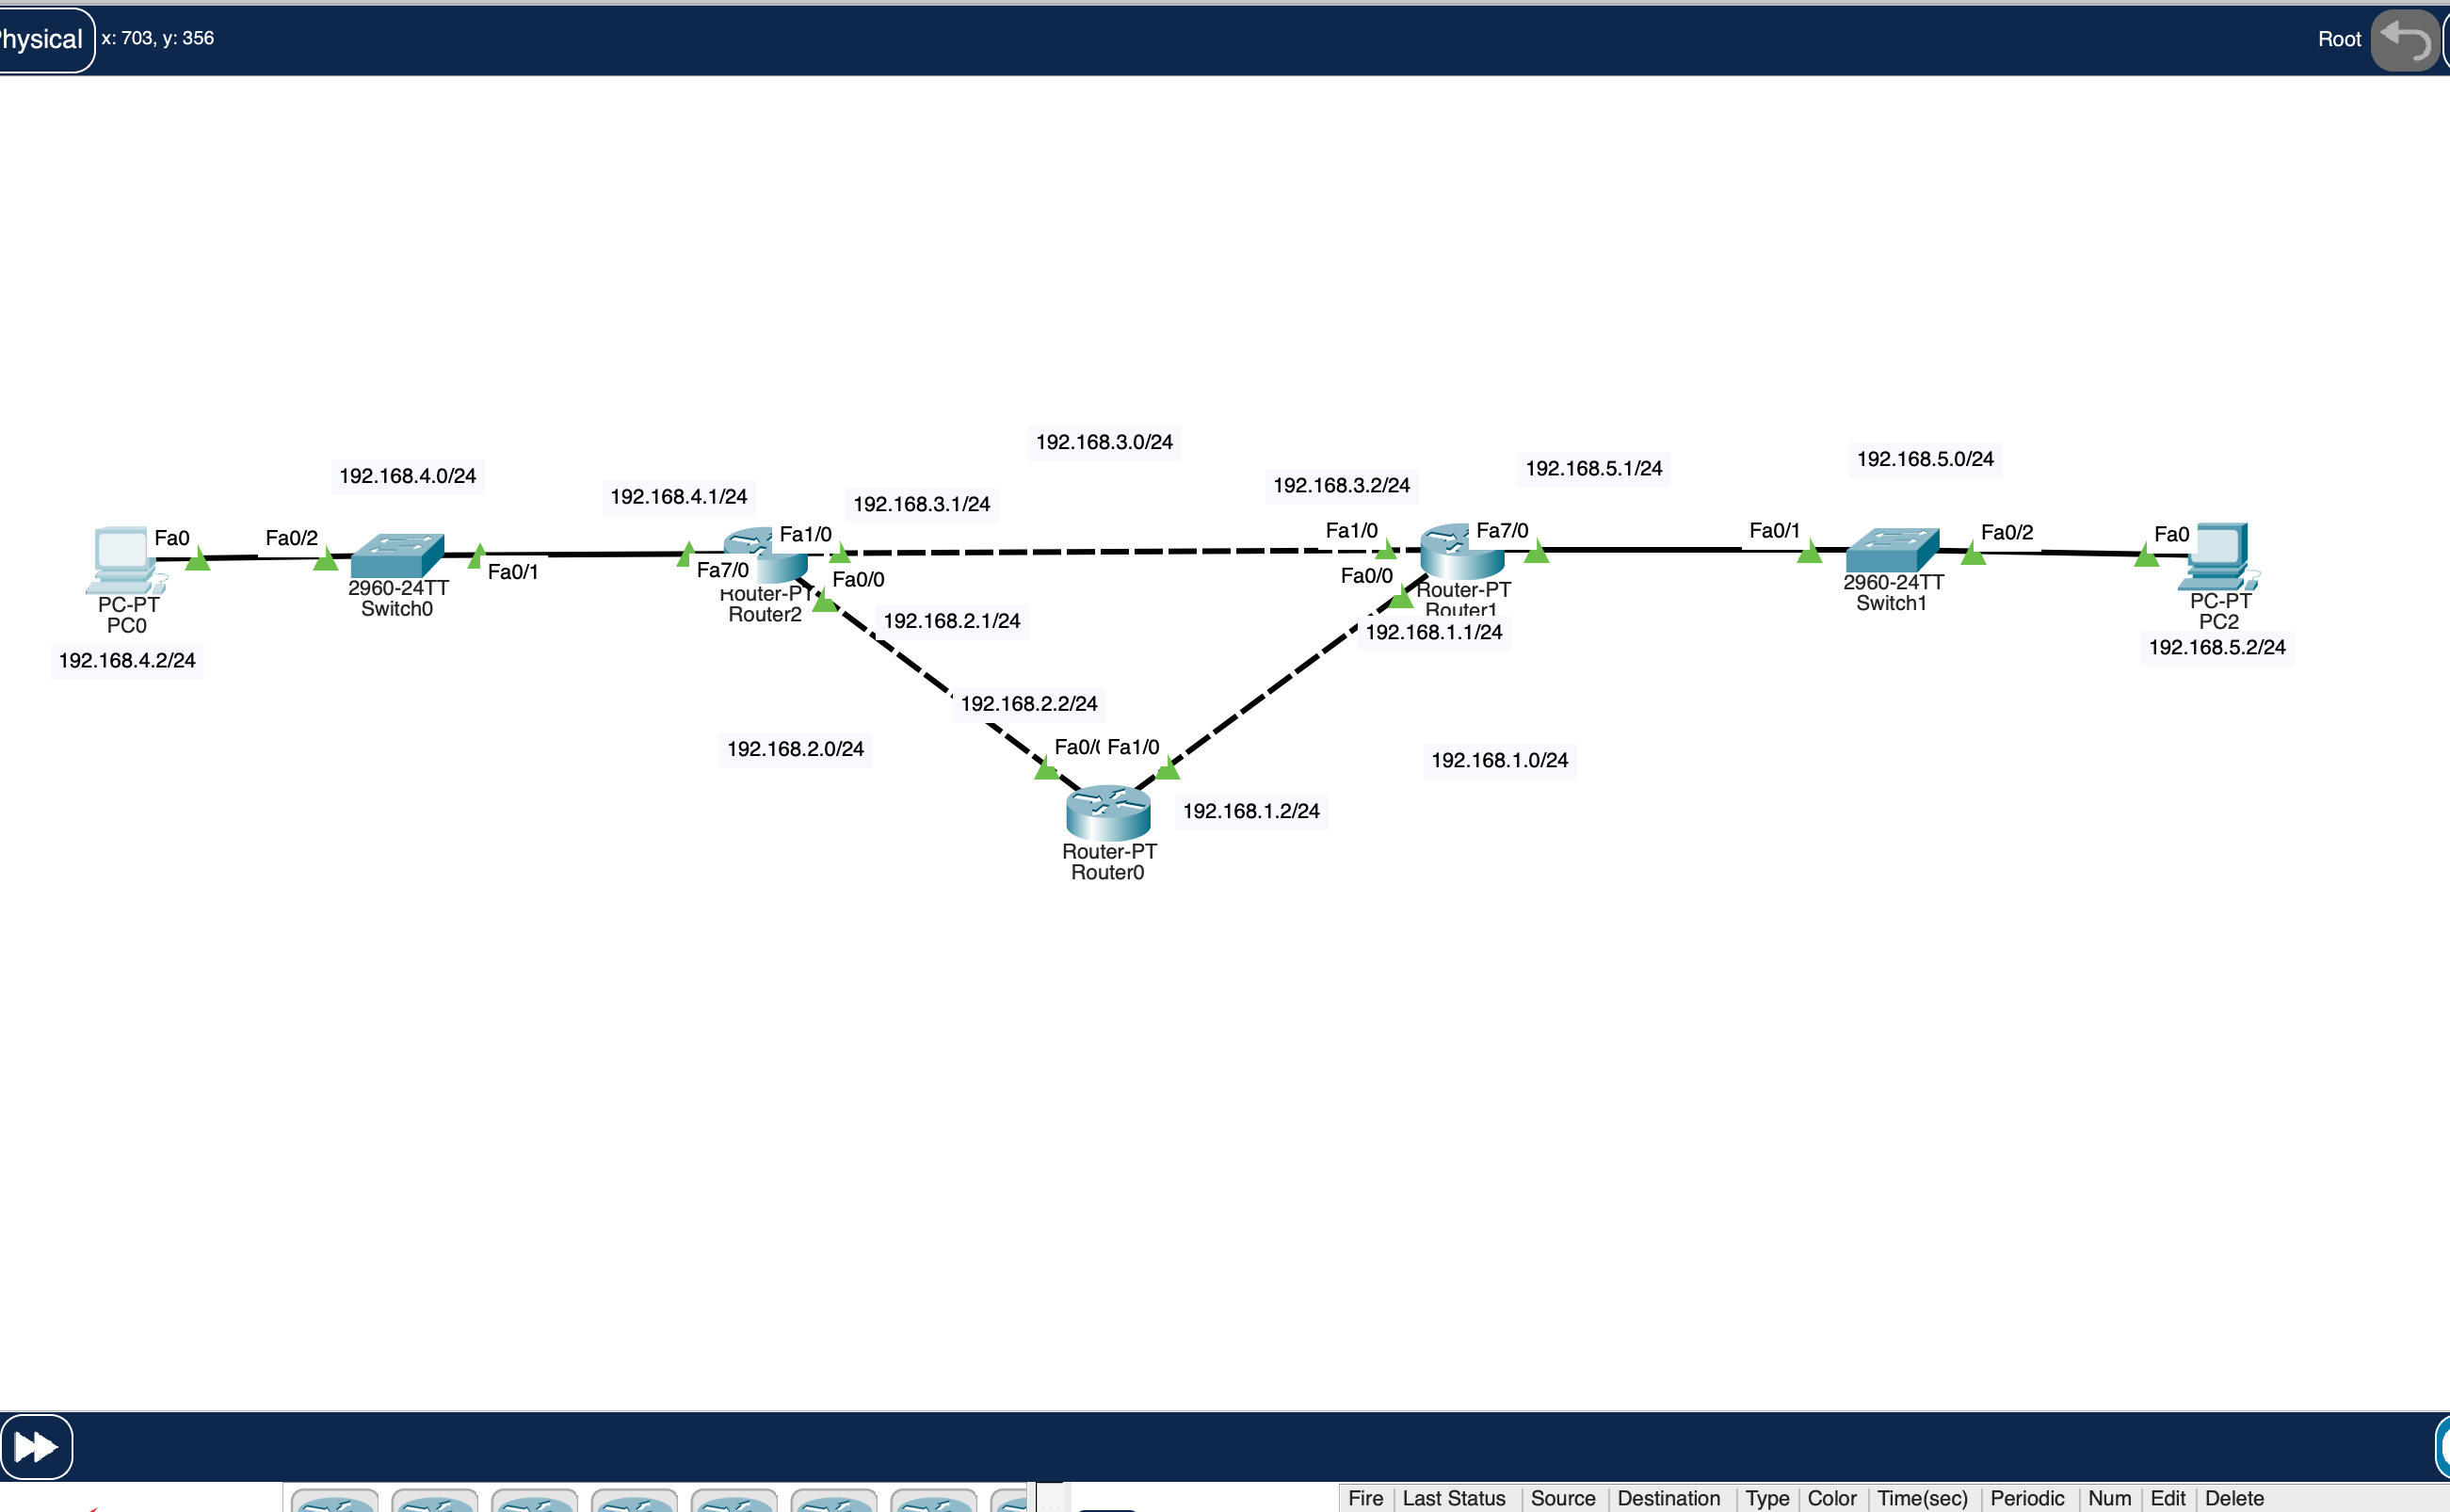 x: 703, y: 356
Root
192.168.3.0/24
192.168.5.0/24
192.168.5.1/24
192.168.4.0/24
192.168.3.2/24
192.168.4.1/24
192.168.3.1/24
Fa0
Fa0/2
Fa0/1
Fa7/0
Fa1/0
Fa0/0
Fa1/0
Fa0/0
Fa7/0
Fa0/1
Fa0/2
Fa0
PC-PT
PC0
192.168.4.2/24
2960-24TT
Switch0
Router-PT
Router2
Router-PT
Router1
2960-24TT
Switch1
PC-PT
PC2
192.168.5.2/24
192.168.2.1/24
192.168.1.1/24
192.168.2.2/24
192.168.2.0/24
Fa1/0
192.168.1.0/24
192.168.1.2/24
Router-PT
Router0
Fire Last Status Source Destination Type Color Time(sec) Periodic Num Edit Delete